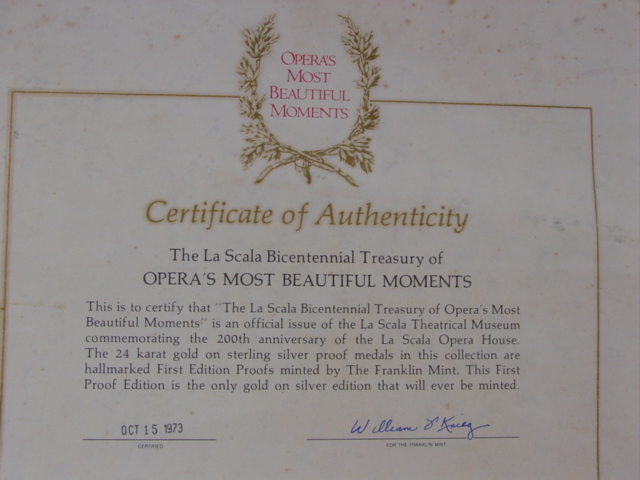 OPERA'S
MOST
BEAUTIFUL
MOMENTS
Certificate of Authenticity
The La Scala Bicentennial Treasury of
OPERA'S MOST BEAUTIFUL MOMENTS
This is to certify that "The La Scala Bicentennial Treasury of Opera's Most
Beautiful Moments" is an official issue of the La Scala Theatrical Museum
commemorating the 200th anniversary of the La Scala Opera House.
The 24 karat gold on sterling silver proof medals in this collection are
hallmarked First Edition Proofs minted by The Franklin Mint. This First
Proof Edition is the only gold on silver edition that will ever be minted.
OCT 15 1973
William
CERTIFIED
FOR THE FRANKLIN MINT